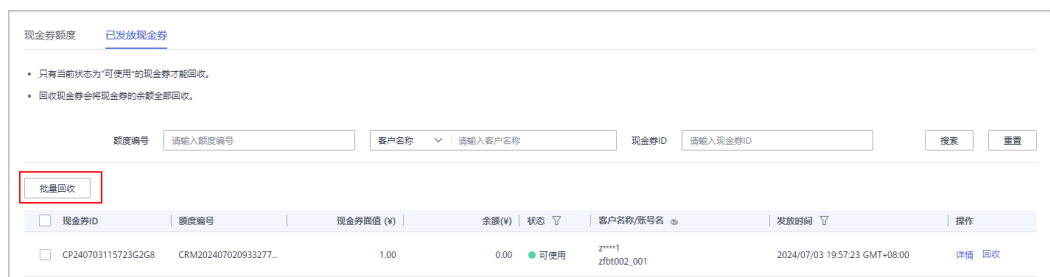 现金券额度 已发放现金券
• 只有当前状态为"可使用"的现金券才能回收。
• 回收现金券会将现金券的余额全部回收。
额度编号 请输入额度编号 客户名称 请输入客户名称 现金券ID 请输入现金券ID 搜索 重置
批量回收
现金券ID 额度编号 现金券面值 (¥) 余额(¥) 状态 客户名称/账号名 发放时间 操作
CP240703115723G2G8 CRM202407020933277... 1.00 0.00 可使用 z****1 2024/07/03 19:57:23 GMT+08:00 详情 回收
zfbt002_001